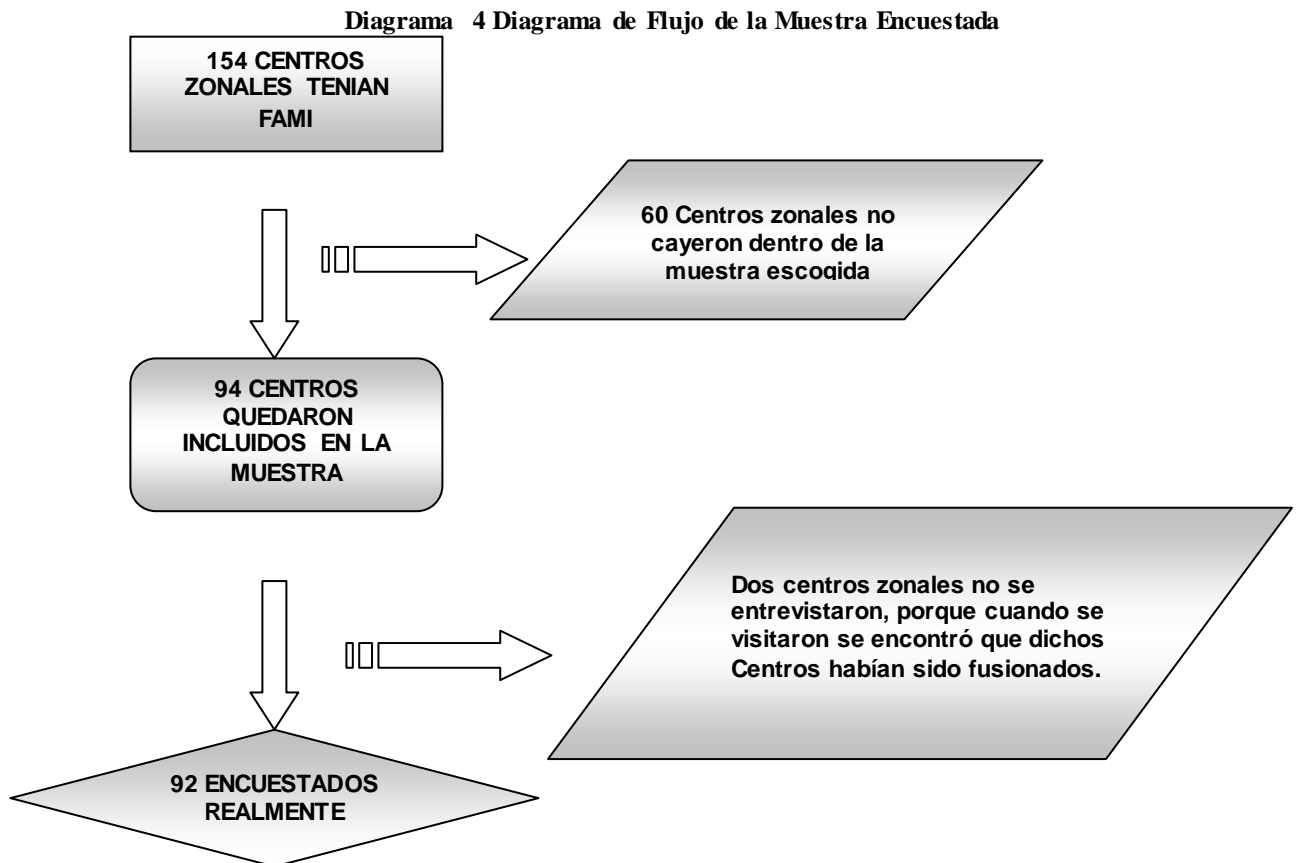 Diagrama 4 Diagrama de Flujo de la Muestra Encuestada
154 CENTROS
ZONALES TENIAN
FAMI
60 Centros zonales no
cayeron dentro de la
muestra escogida
94 CENTROS
QUEDARON
INCLUIDOS EN LA
MUESTRA
Dos centros zonales no se
entrevistaron, porque cuando se
visitaron se encontró que dichos
Centros habían sido fusionados.
92 ENCUESTADOS
REALMENTE